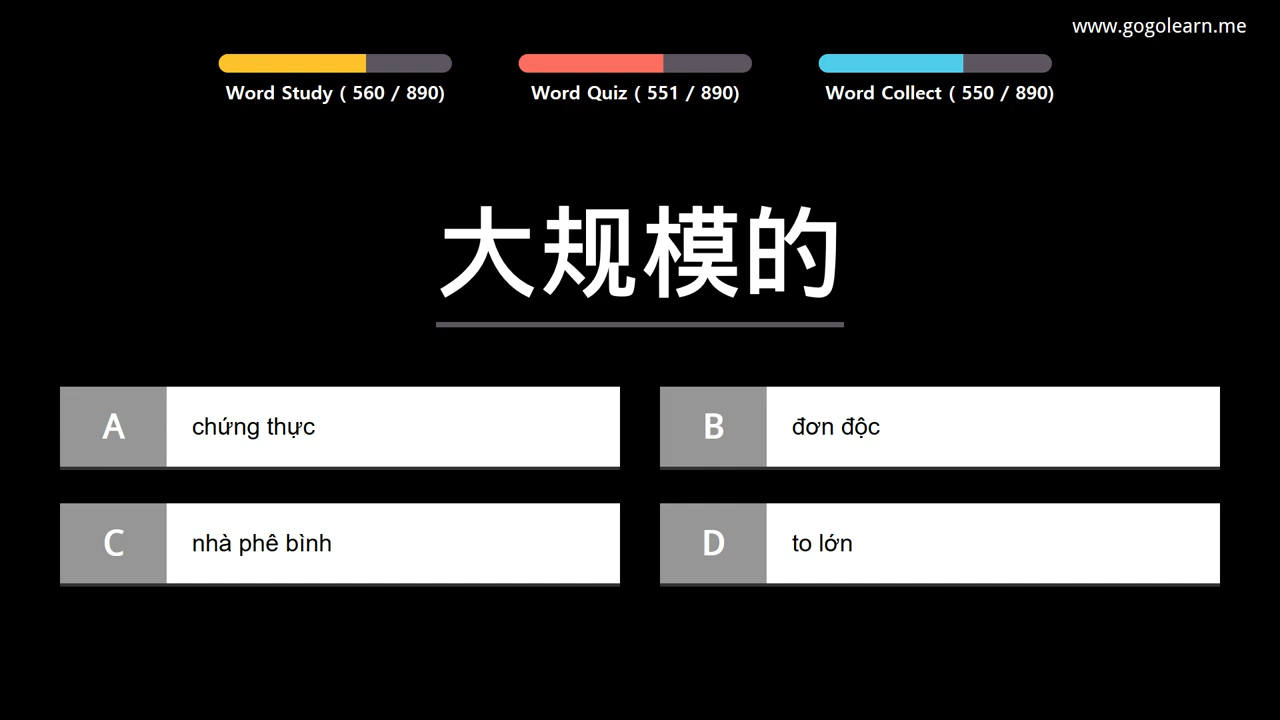 www.gogolearn.me
Word Study ( 560 / 890)
Word Quiz ( 551 / 890)
Word Collect ( 550 / 890)
大规模的
A chứng thực
B đơn độc
C nhà phê bình
D to lớn